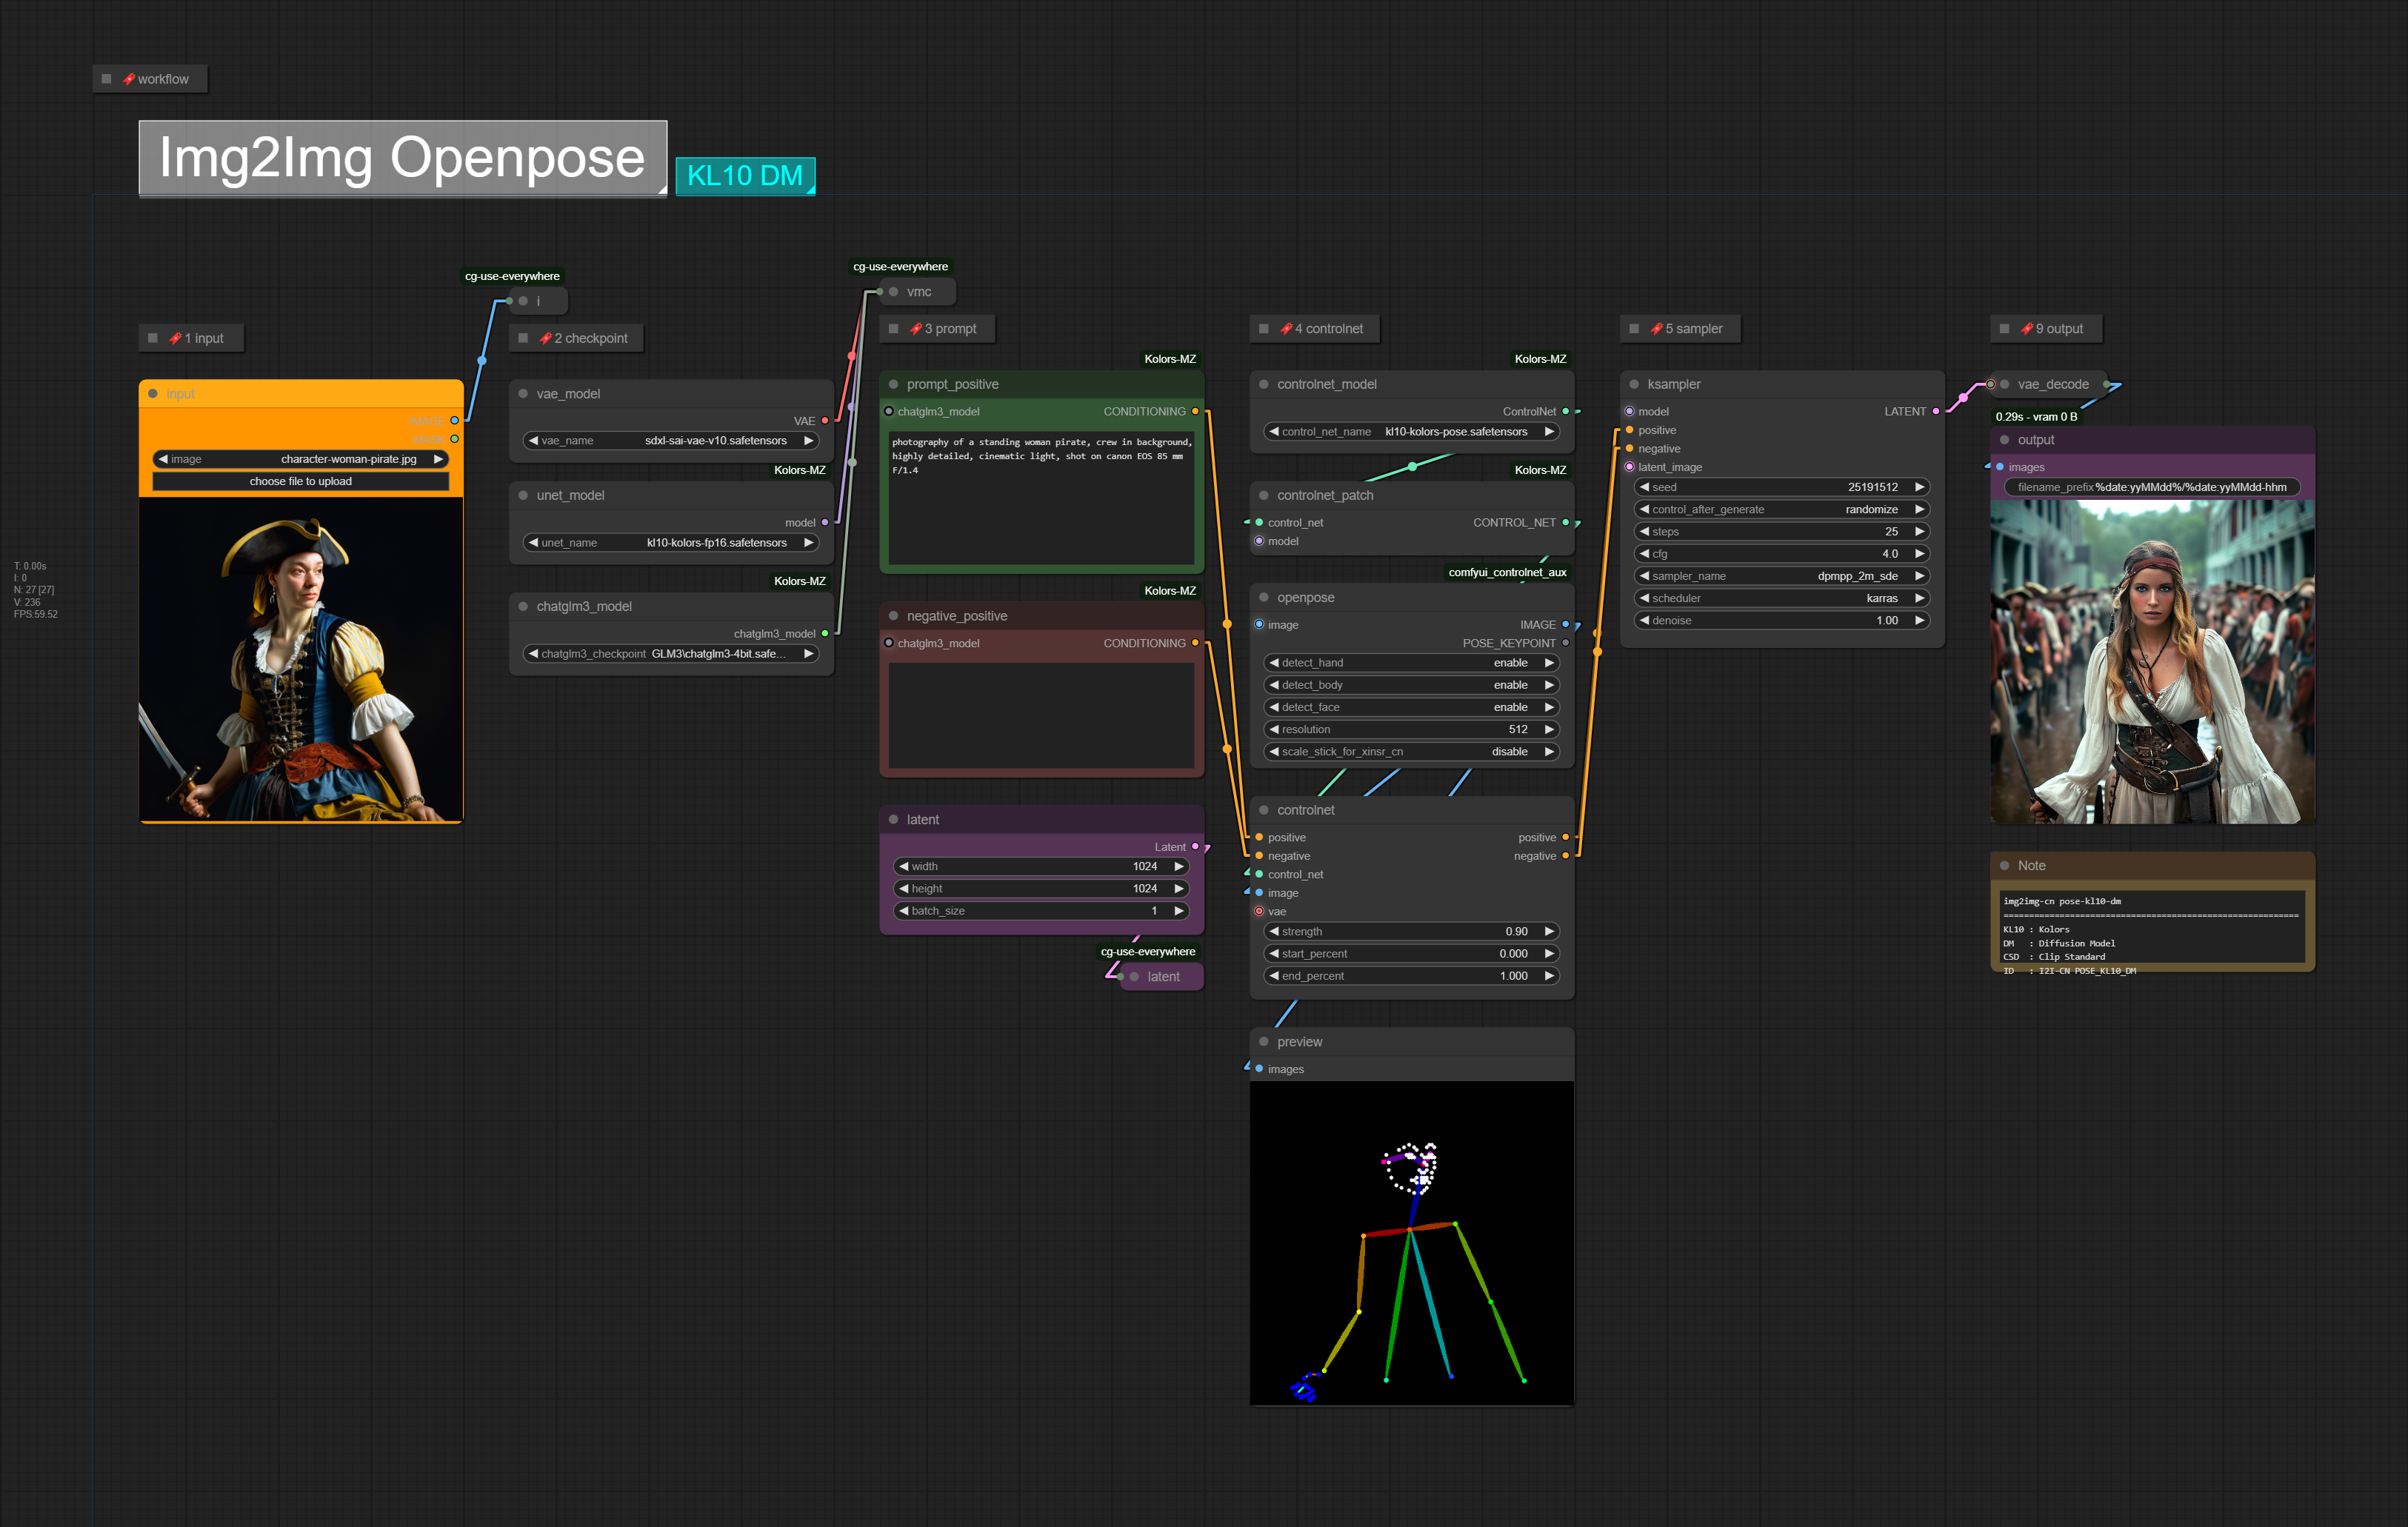 workflow
Img2Img Openpose
KL10 DM
cg-use-everywhere
i
1 input
input
IMAGE
MASK
image character-woman-pirate.jpg
choose file to upload
T: 0.00s
I: 0
N: 27 [27]
V: 236
FPS:59.52
2 checkpoint
vae_model
VAE
vae_name sdxl-sai-vae-v10.safetensors
Kolors-MZ
unet_model
model
unet_name kl10-kolors-fp16.safetensors
Kolors-MZ
chatglm3_model
chatglm3_model
chatglm3_checkpoint GLM3\chatglm3-4bit.safe...
cg-use-everywhere
vmc
3 prompt
Kolors-MZ
prompt_positive
chatglm3_model CONDITIONING
photography of a standing woman pirate, crew in background,
highly detailed, cinematic light, shot on canon EOS 85 mm
F/1.4
Kolors-MZ
negative_positive
chatglm3_model CONDITIONING
latent
Latent
width 1024
height 1024
batch_size 1
cg-use-everywhere
latent
4 controlnet
Kolors-MZ
controlnet_model
ControlNet
control_net_name kl10-kolors-pose.safetensors
Kolors-MZ
controlnet_patch
control_net CONTROL_NET
model
comfyui_controlnet_aux
openpose
image IMAGE
POSE_KEYPOINT
detect_hand enable
detect_body enable
detect_face enable
resolution 512
scale_stick_for_xinsr_cn disable
controlnet
positive positive
negative negative
control_net
image
vae
strength 0.90
start_percent 0.000
end_percent 1.000
preview
images
5 sampler
ksampler
model LATENT
positive
negative
latent_image
seed 25191512
control_after_generate randomize
steps 25
cfg 4.0
sampler_name dpmpp_2m_sde
scheduler karras
denoise 1.00
9 output
vae_decode
0.29s - vram 0 B
output
images
filename_prefix %date:yyMMdd%/%date:yyMMdd-hhm
Note
img2img-cn pose-kl10-dm
==========================================================
KL10 : Kolors
DM : Diffusion Model
CSD : Clip Standard
ID : I2I-CN POSE_KL10_DM